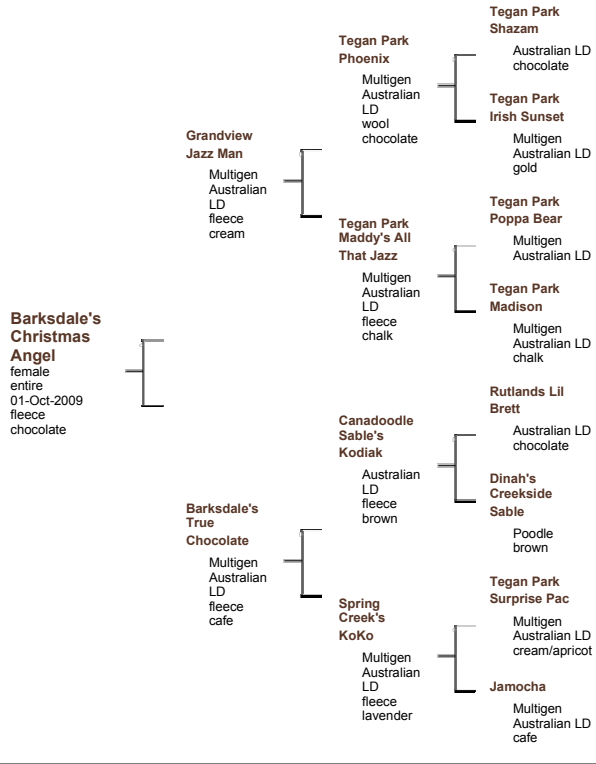 Barksdale's
Christmas
Angel
female
entire
01-Oct-2009
fleece
chocolate
Grandview
Jazz Man
Multigen
Australian
LD
fleece
cream
Barksdale's
True
Chocolate
Multigen
Australian
LD
fleece
cafe
Tegan Park
Phoenix
Multigen
Australian
LD
wool
chocolate
Tegan Park
Maddy's All
That Jazz
Multigen
Australian
LD
fleece
chalk
Canadoodle
Sable's
Kodiak
Australian
LD
fleece
brown
Spring
Creek's
KoKo
Multigen
Australian
LD
fleece
lavender
Tegan Park
Shazam
Australian LD
chocolate
Tegan Park
Irish Sunset
Multigen
Australian LD
gold
Tegan Park
Poppa Bear
Multigen
Australian LD
Tegan Park
Madison
Multigen
Australian LD
chalk
Rutlands Lil
Brett
Australian LD
chocolate
Dinah's
Creekside
Sable
Poodle
brown
Tegan Park
Surprise Pac
Multigen
Australian LD
cream/apricot
Jamocha
Multigen
Australian LD
cafe